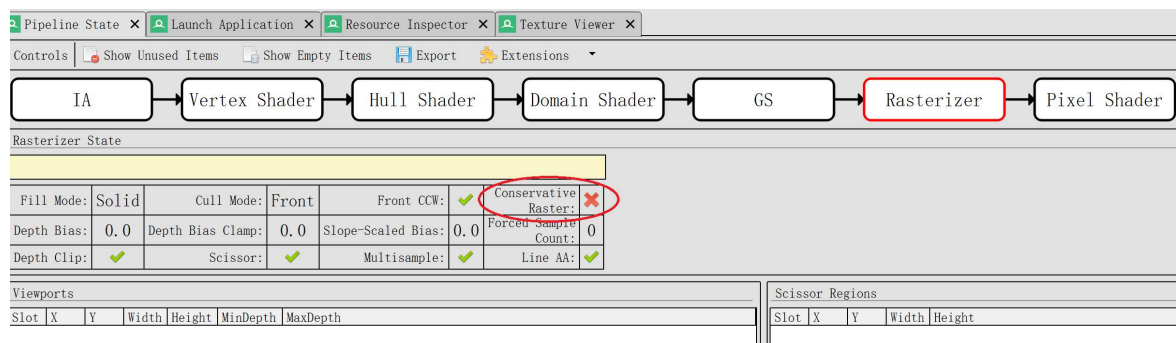 Pipeline State Launch Application Resource Inspector Texture Viewer
Controls Show Unused Items Show Empty Items Export Extensions
IA Vertex Shader Hull Shader Domain Shader GS Rasterizer Pixel Shader
Rasterizer State
Fill Mode: Solid Cull Mode: Front Front CCW: Conservative Raster:
Depth Bias: 0.0 Depth Bias Clamp: 0.0 Slope-Scaled Bias: 0.0 Forced Sample Count: 0
Depth Clip: Scissor: Multisample: Line AA:
Viewports Scissor Regions
Slot X Y Width Height MinDepth MaxDepth Slot X Y Width Height